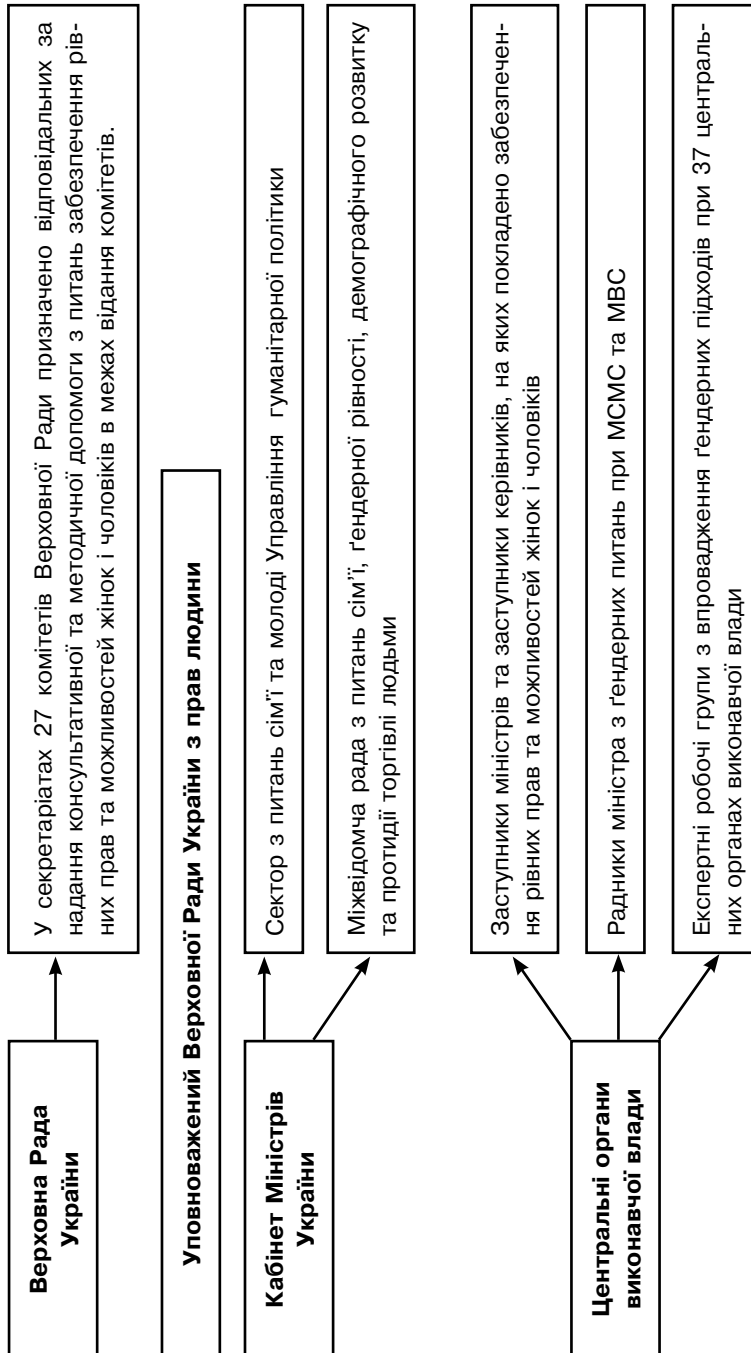 Верховна Рада
України
У секретаріатах 27 комітетів Верховної Ради призначено відповідальних за
надання консультативної та методичної допомоги з питань забезпечення рів-
них прав та можливостей жінок і чоловіків в межах відання комітетів.
Уповноважений Верховної Ради України з прав людини
Кабінет Міністрів
України
Сектор з питань сім'ї та молоді Управління гуманітарної політики
Міжвідомча рада з питань сім'ї, ґендерної рівності, демографічного розвитку
та протидії торгівлі людьми
Центральні органи
виконавчої влади
Заступники міністрів та заступники керівників, на яких покладено забезпечен-
ня рівних прав та можливостей жінок і чоловіків
Радники міністра з ґендерних питань при МСМС та МВС
Експертні робочі групи з впровадження ґендерних підходів при 37 централь-
них органах виконавчої влади